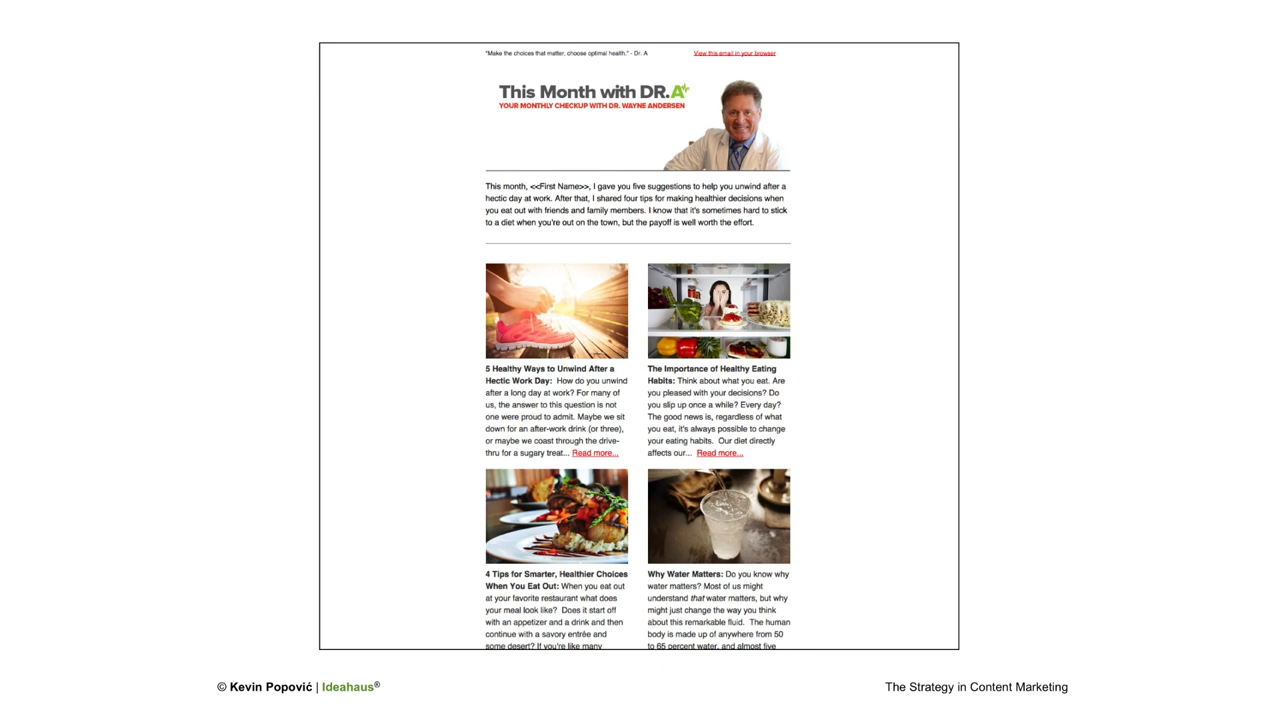 "Make the choices that matter, choose optimal health." - Dr. A
View this email in your browser
This Month with DR.A
YOUR MONTHLY CHECKUP WITH DR. WAYNE ANDERSEN
This month, <<First Name>>, I gave you five suggestions to help you unwind after a
hectic day at work. After that, I shared four tips for making healthier decisions when
you eat out with friends and family members. I know that it's sometimes hard to stick
to a diet when you're out on the town, but the payoff is well worth the effort.
5 Healthy Ways to Unwind After a
Hectic Work Day: How do you unwind
after a long day at work? For many of
us, the answer to this question is not
one were proud to admit. Maybe we sit
down for an after-work drink (or three),
or maybe we coast through the drive-
thru for a sugary treat... Read more...
The Importance of Healthy Eating
Habits: Think about what you eat. Are
you pleased with your decisions? Do
you slip up once a while? Every day?
The good news is, regardless of what
you eat, it's always possible to change
your eating habits. Our diet directly
affects our... Read more...
4 Tips for Smarter, Healthier Choices
When You Eat Out: When you eat out
at your favorite restaurant what does
your meal look like? Does it start off
with an appetizer and a drink and then
continue with a savory entrée and
some desert? If you're like many
Why Water Matters: Do you know why
water matters? Most of us might
understand that water matters, but why
might just change the way you think
about this remarkable fluid. The human
body is made up of anywhere from 50
to 65 percent water, and almost five
© Kevin Popović | Ideahaus®
The Strategy in Content Marketing